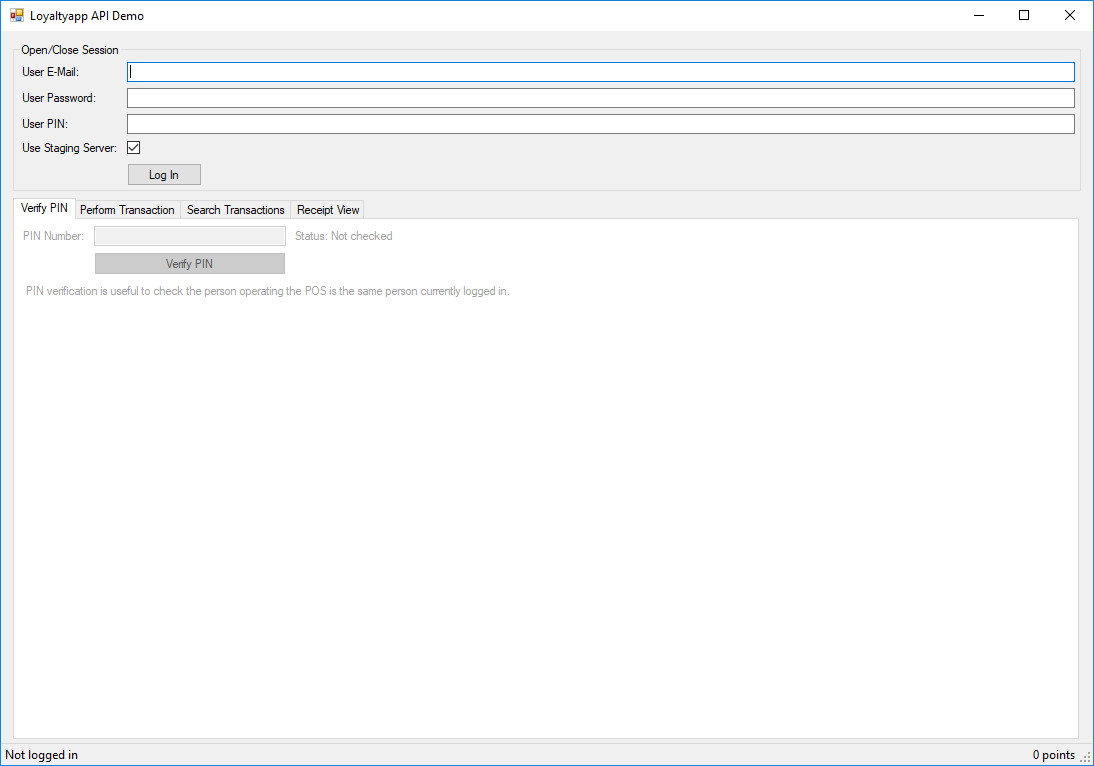 Loyaltyapp API Demo
Open/Close Session
User E-Mail:
User Password:
User PIN:
Use Staging Server:
Log In
Verify PIN Perform Transaction Search Transactions Receipt View
PIN Number: Status: Not checked
Verify PIN
PIN verification is useful to check the person operating the POS is the same person currently logged in.
Not logged in 0 points